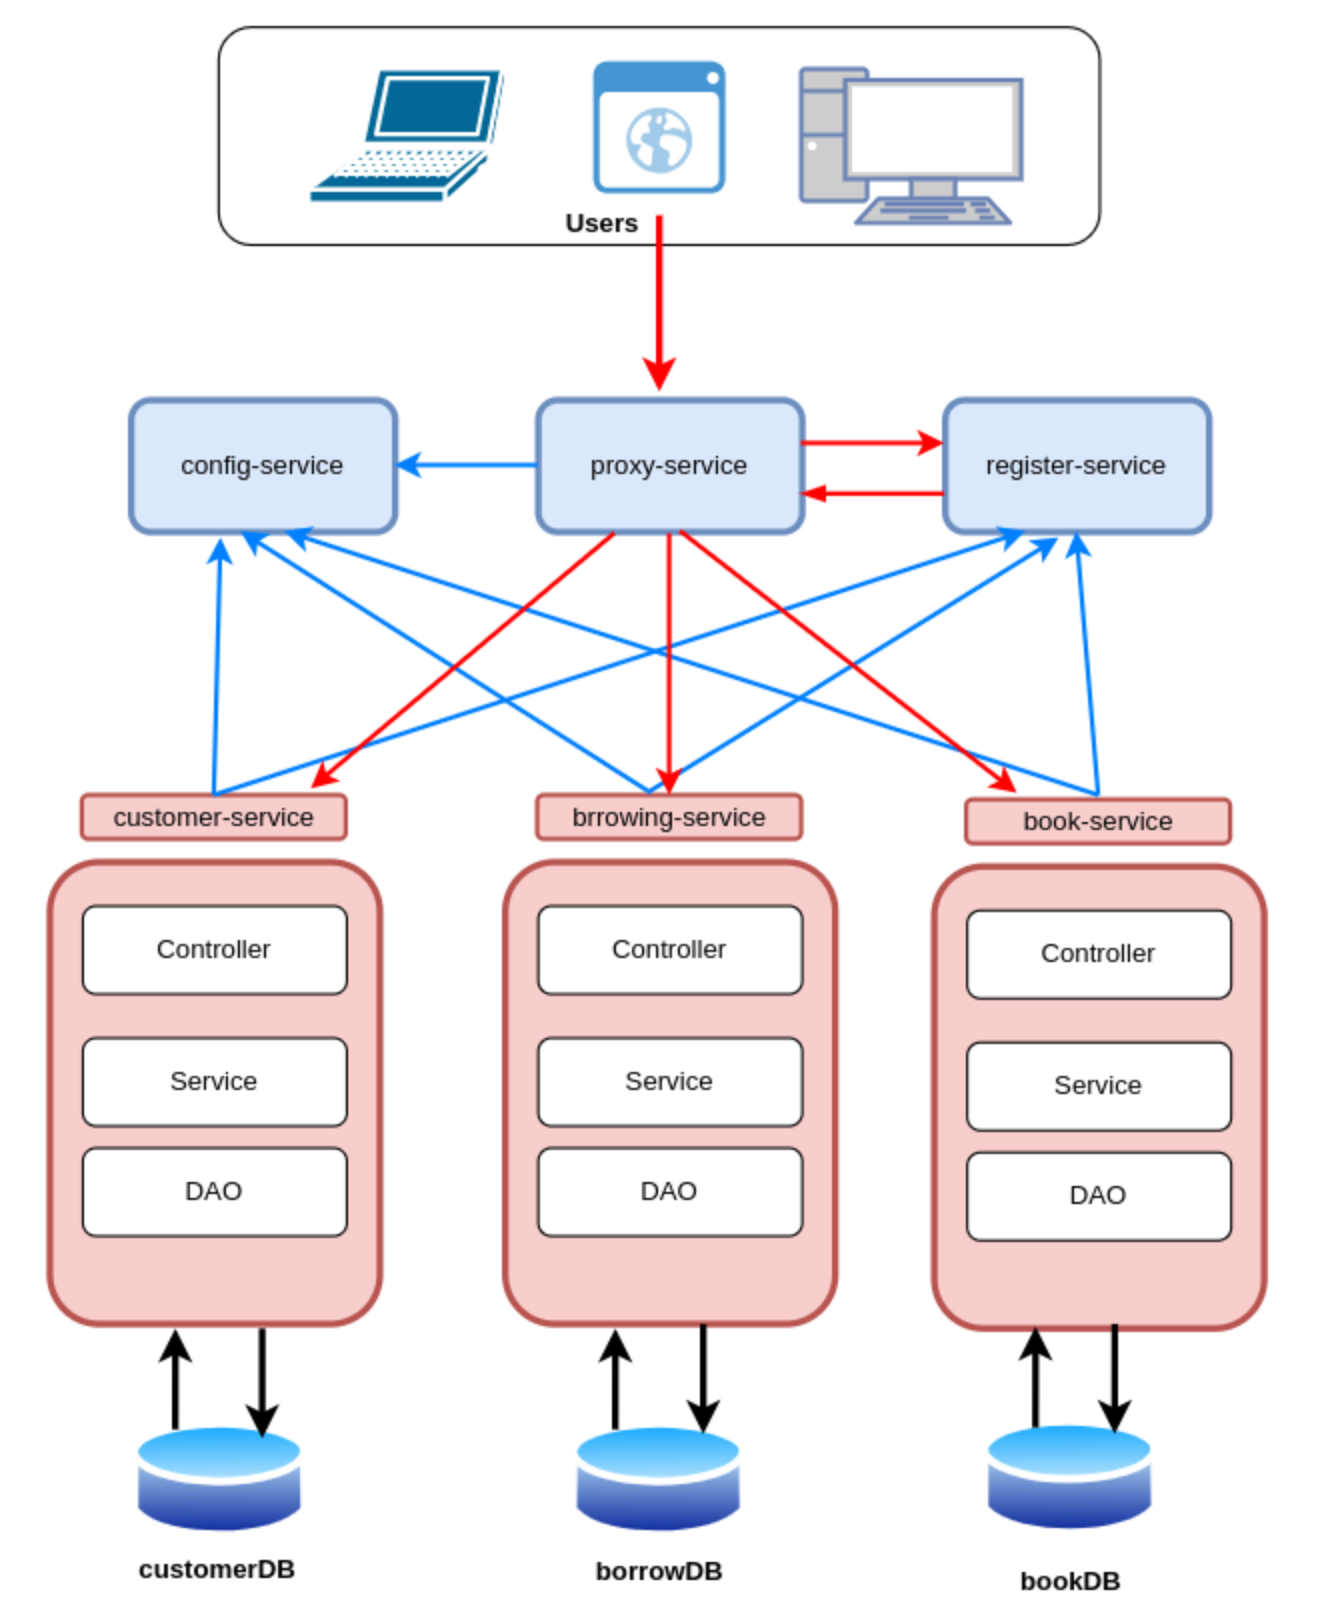 Users
config-service
proxy-service
register-service
customer-service
brrowing-service
book-service
Controller
Controller
Controller
Service
Service
Service
DAO
DAO
DAO
customerDB
borrowDB
bookDB